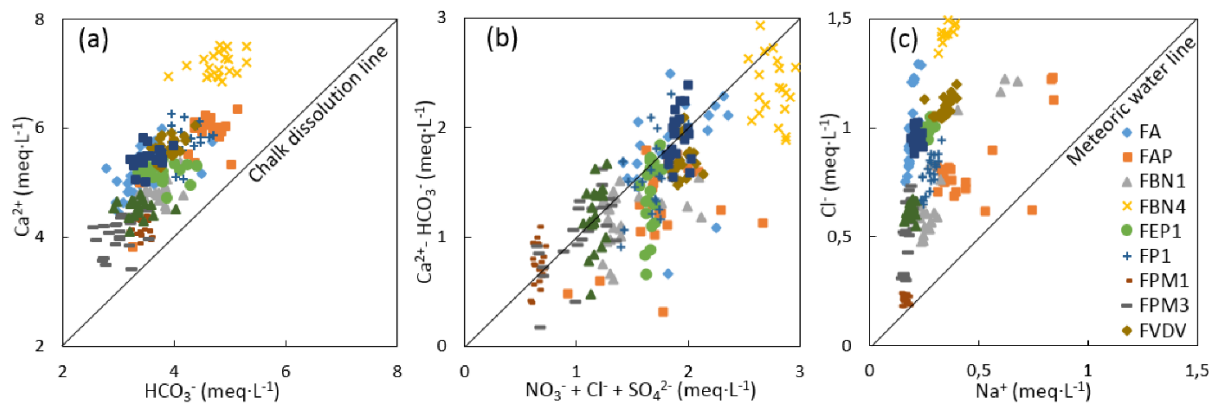 (a)
8
6
4
2
Ca²⁺ (meq·L⁻¹)
Chalk dissolution line
2
4
6
8
HCO₃⁻ (meq·L⁻¹)
(b)
3
2
1
0
Ca²⁺- HCO₃⁻ (meq·L⁻¹)
0
1
2
3
NO₃⁻ + Cl⁻ + SO₄²⁻ (meq·L⁻¹)
(c)
1,5
1
0,5
0
Cl⁻ (meq·L⁻¹)
Meteoric water line
0
0,5
1
1,5
Na⁺ (meq·L⁻¹)
FA
FAP
FBN1
FBN4
FEP1
FP1
FPM1
FPM3
FVDV